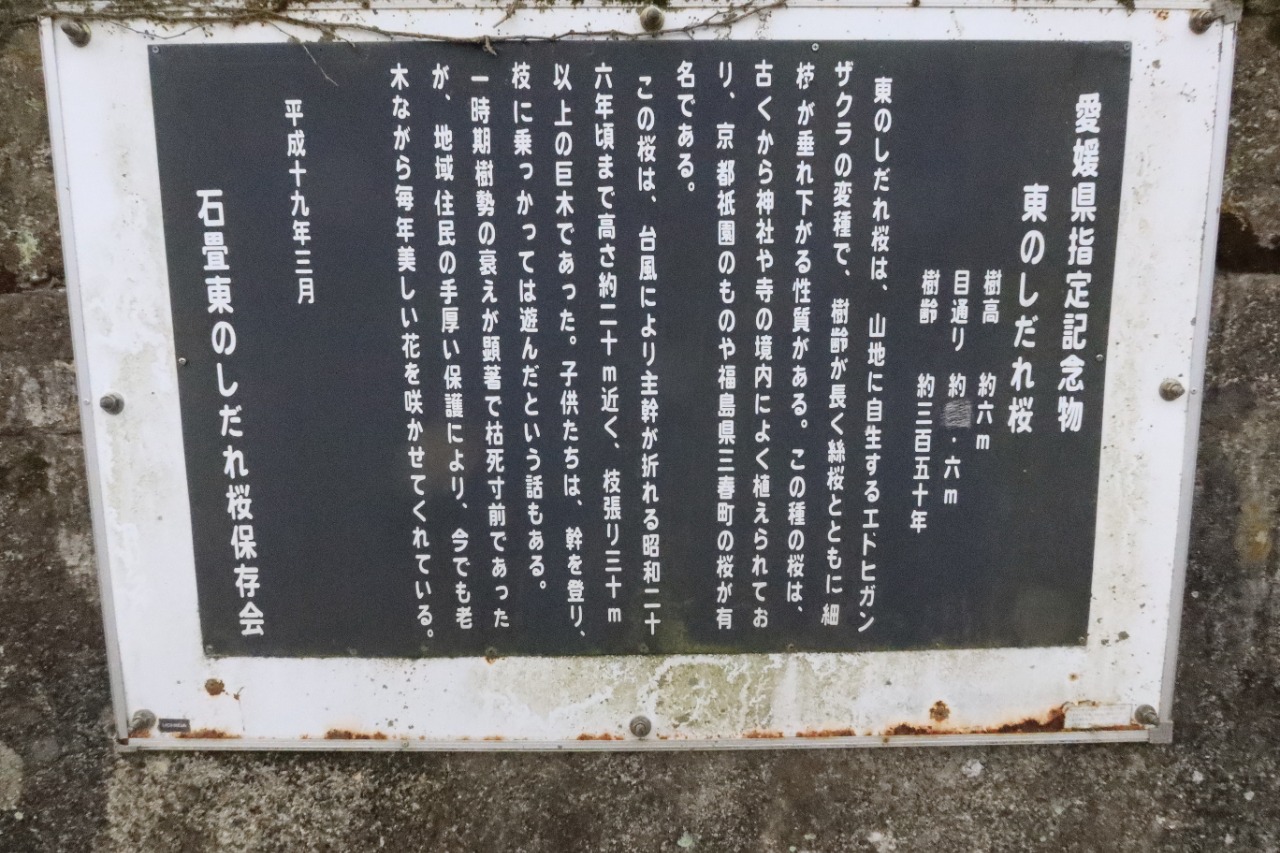 愛媛県指定記念物
東のしだれ桜
樹高　約六m
目通り　約　・六m
樹齢　約三百五十年
東のしだれ桜は、山地に自生するエドヒガン
ザクラの変種で、樹齢が長く絲桜とともに細
枝が垂れ下がる性質がある。この種の桜は、
古くから神社や寺の境内によく植えられてお
り、京都祇園のものや福島県三春町の桜が有
名である。
この桜は、台風により主幹が折れる昭和二十
六年頃まで高さ約二十m近く、枝張り三十m
以上の巨木であった。子供たちは、幹を登り、
枝に乗っかっては遊んだという話もある。
一時期樹勢の衰えが顕著で枯死寸前であった
が、地域住民の手厚い保護により、今でも老
木ながら毎年美しい花を咲かせてくれている。
平成十九年三月
石畳東のしだれ桜保存会